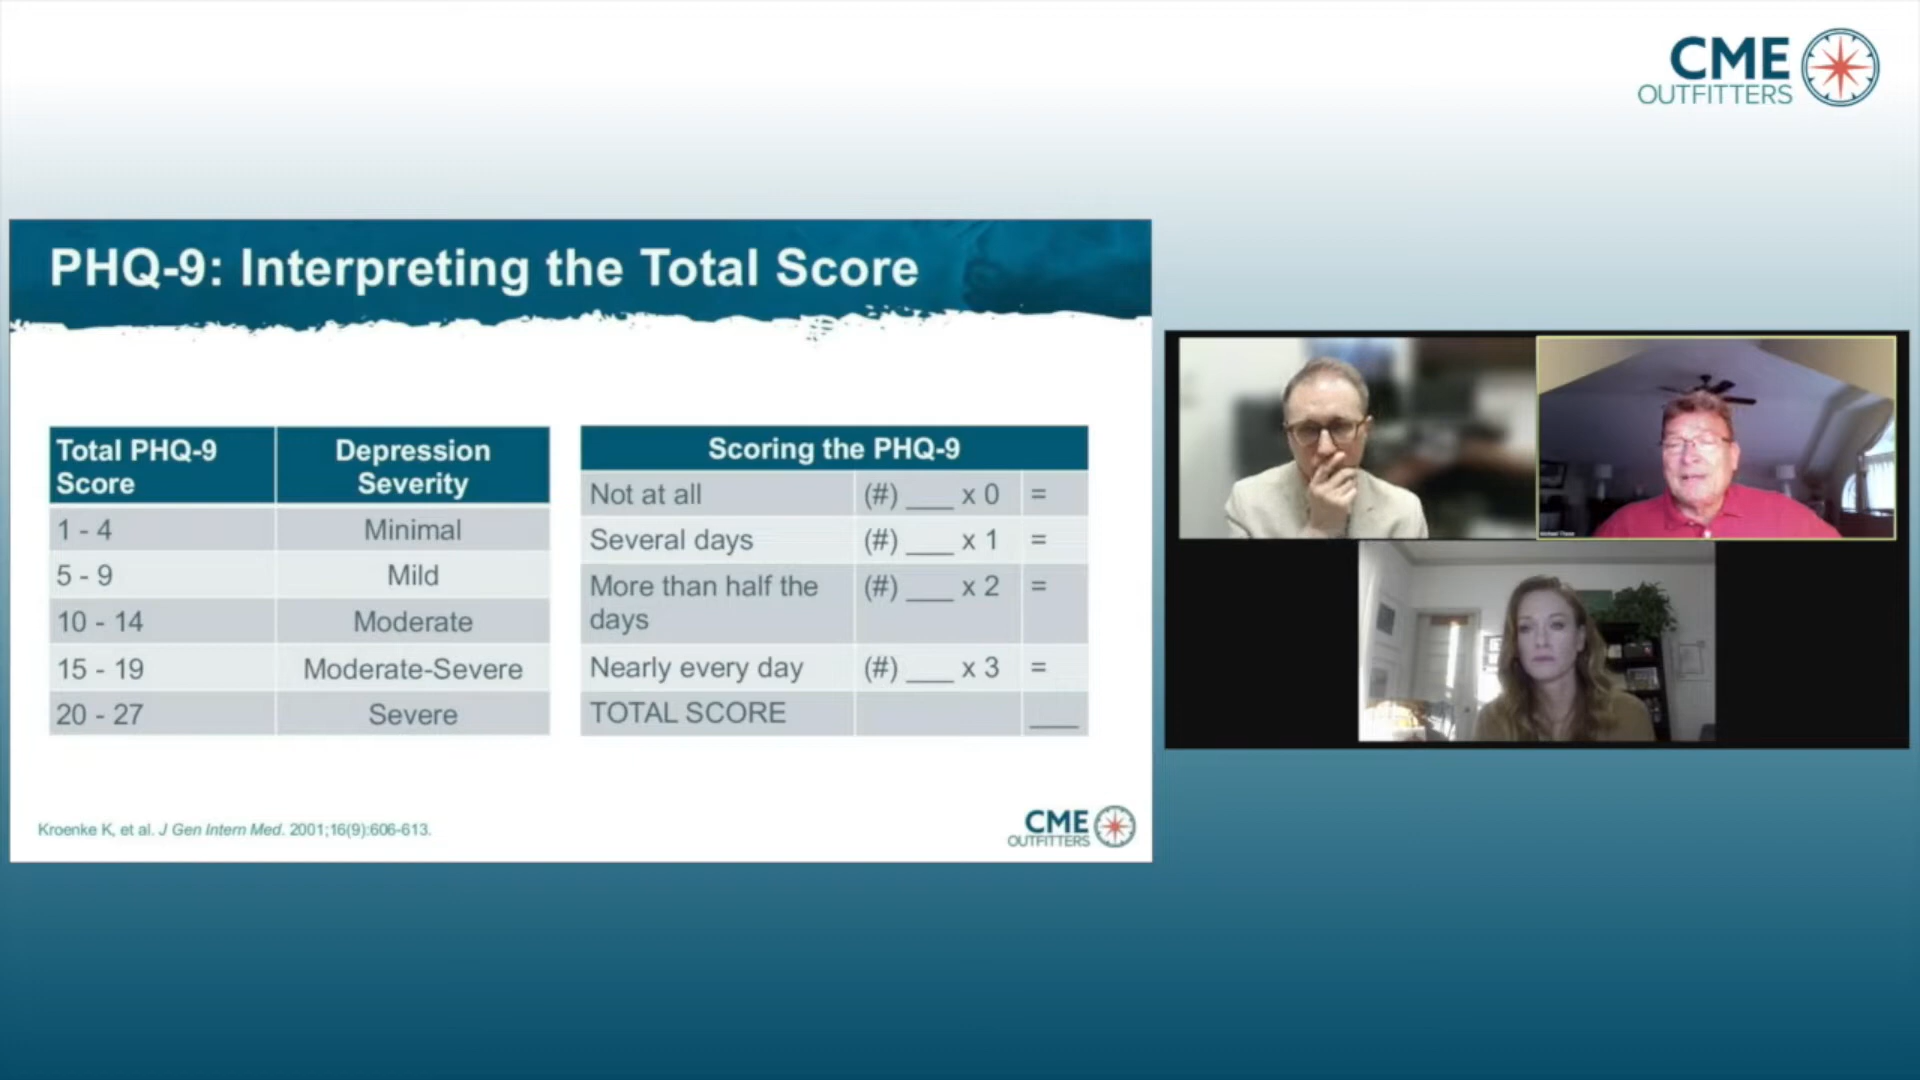 CME
OUTFITTERS
PHQ-9: Interpreting the Total Score
Total PHQ-9 Score
Depression Severity
1 - 4
Minimal
5 - 9
Mild
10 - 14
Moderate
15 - 19
Moderate-Severe
20 - 27
Severe
Scoring the PHQ-9
Not at all (#) ___ x 0 =
Several days (#) ___ x 1 =
More than half the days (#) ___ x 2 =
Nearly every day (#) ___ x 3 =
TOTAL SCORE ___
Kroenke K, et al. J Gen Intern Med. 2001;16(9):606-613.
CME
OUTFITTERS